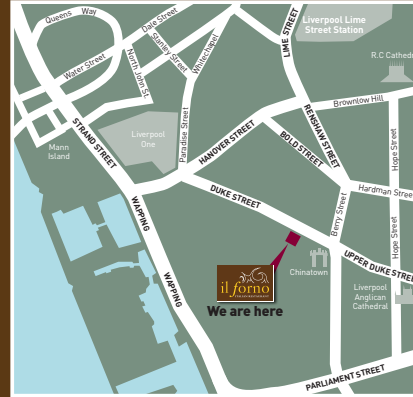 Queens Way
Dale Street
LIME STREET
Liverpool Lime
Street Station
Stanley Street
Whitechapel
Water Street
North John St.
R.C Cathedr
Brownlow Hill
Mann
Island
STRAND STREET
Liverpool
One
Paradise Street
HANOVER STREET
BOLD STREET
RENSHAW STREET
Hope Street
DUKE STREET
Hardman Stree
Berry Street
WAPPING
Hope Street
UPPER DUKE STRE
Chinatown
WAPPING
il forno
We are here
Liverpool
Anglican
Cathedral
PARLIAMENT STREET